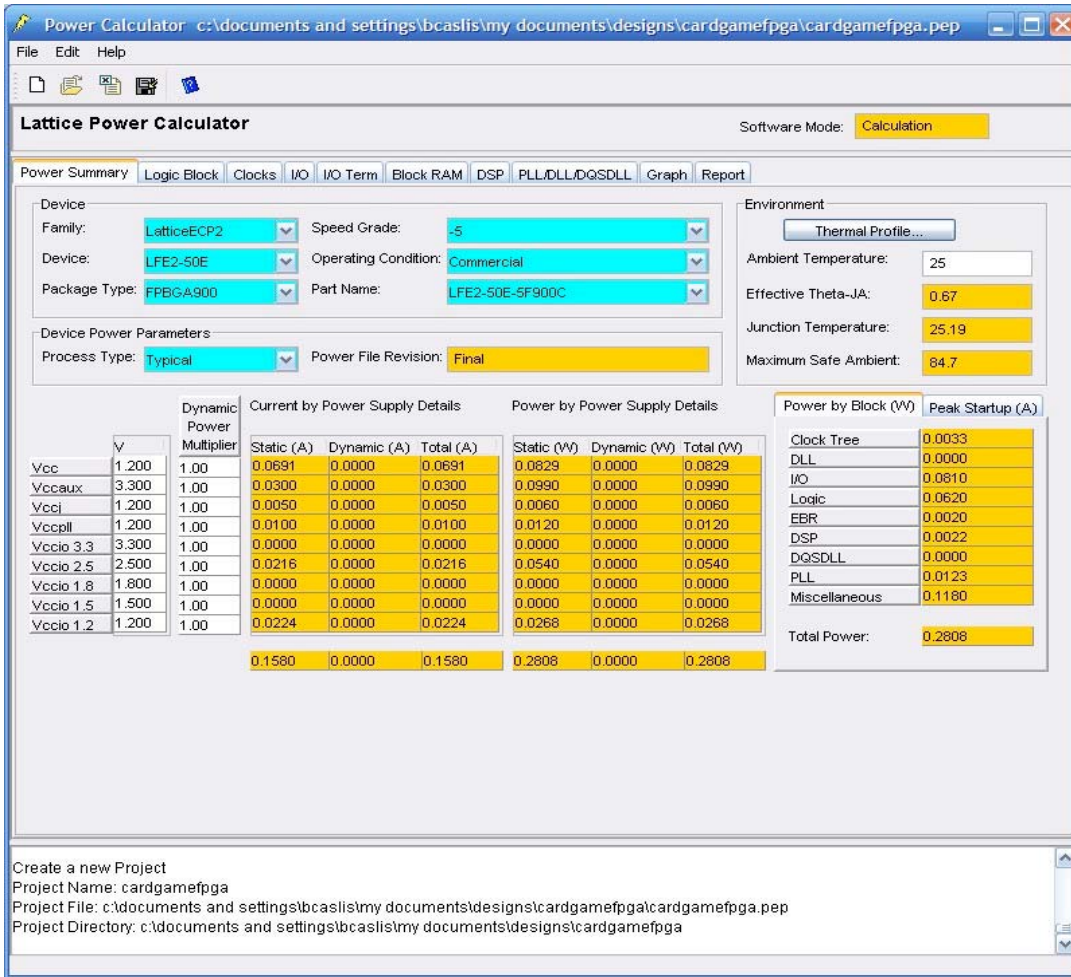 Power Calculator c:\documents and settings\bcaslis\my documents\designs\cardgamefpga\cardgamefpga.pep
File Edit Help
Lattice Power Calculator
Software Mode: Calculation
Power Summary Logic Block Clocks I/O I/O Term Block RAM DSP PLL/DLL/DQSDLL Graph Report
Device
Family: LatticeECP2 Speed Grade: -5
Device: LFE2-50E Operating Condition: Commercial
Package Type: FPBGA900 Part Name: LFE2-50E-5F900C
Device Power Parameters
Process Type: Typical Power File Revision: Final
Environment
Thermal Profile...
Ambient Temperature: 25
Effective Theta-JA: 0.67
Junction Temperature: 25.19
Maximum Safe Ambient: 84.7
Dynamic Power Multiplier Current by Power Supply Details Power by Power Supply Details
V Static (A) Dynamic (A) Total (A) Static (W) Dynamic (W) Total (W)
Vcc 1.200 1.00 0.0691 0.0000 0.0691 0.0829 0.0000 0.0829
Vccaux 3.300 1.00 0.0300 0.0000 0.0300 0.0990 0.0000 0.0990
Vccj 1.200 1.00 0.0050 0.0000 0.0050 0.0060 0.0000 0.0060
Vccpll 1.200 1.00 0.0100 0.0000 0.0100 0.0120 0.0000 0.0120
Vccio 3.3 3.300 1.00 0.0000 0.0000 0.0000 0.0000 0.0000 0.0000
Vccio 2.5 2.500 1.00 0.0216 0.0000 0.0216 0.0540 0.0000 0.0540
Vccio 1.8 1.800 1.00 0.0000 0.0000 0.0000 0.0000 0.0000 0.0000
Vccio 1.5 1.500 1.00 0.0000 0.0000 0.0000 0.0000 0.0000 0.0000
Vccio 1.2 1.200 1.00 0.0224 0.0000 0.0224 0.0268 0.0000 0.0268
0.1580 0.0000 0.1580 0.2808 0.0000 0.2808
Power by Block (W) Peak Startup (A)
Clock Tree 0.0033
DLL 0.0000
I/O 0.0810
Logic 0.0620
EBR 0.0020
DSP 0.0022
DQSDLL 0.0000
PLL 0.0123
Miscellaneous 0.1180
Total Power: 0.2808
Create a new Project
Project Name: cardgamefpga
Project File: c:\documents and settings\bcaslis\my documents\designs\cardgamefpga\cardgamefpga.pep
Project Directory: c:\documents and settings\bcaslis\my documents\designs\cardgamefpga